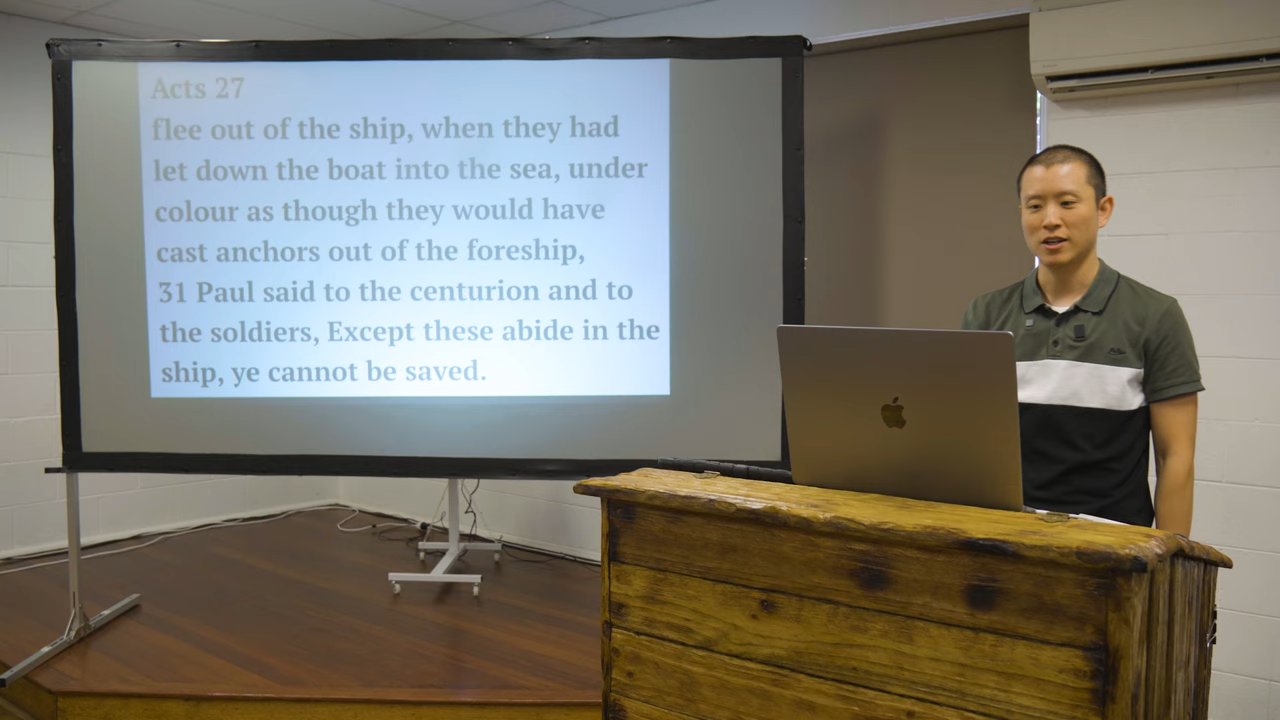 Acts 27
flee out of the ship, when they had
let down the boat into the sea, under
colour as though they would have
cast anchors out of the foreship,
31 Paul said to the centurion and to
the soldiers, Except these abide in the
ship, ye cannot be saved.